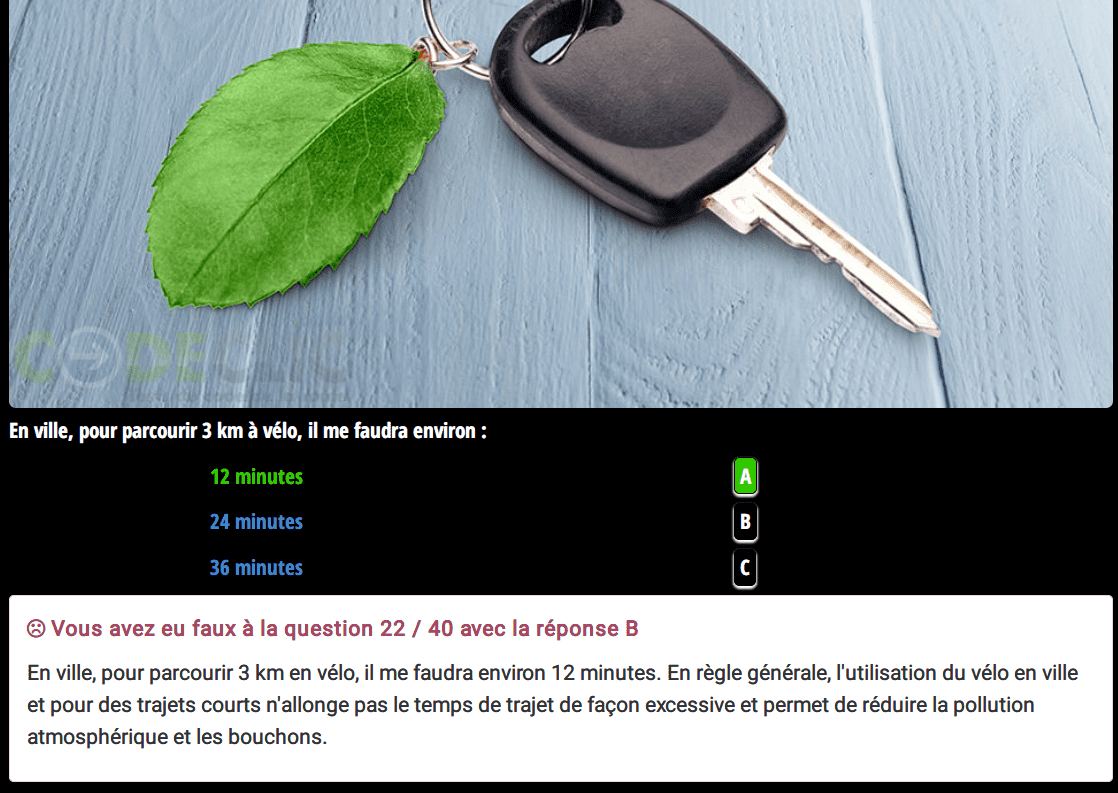 CODECLIC
En ville, pour parcourir 3 km à vélo, il me faudra environ :
12 minutes A
24 minutes B
36 minutes C
Vous avez eu faux à la question 22 / 40 avec la réponse B
En ville, pour parcourir 3 km en vélo, il me faudra environ 12 minutes. En règle générale, l'utilisation du vélo en ville
et pour des trajets courts n'allonge pas le temps de trajet de façon excessive et permet de réduire la pollution
atmosphérique et les bouchons.